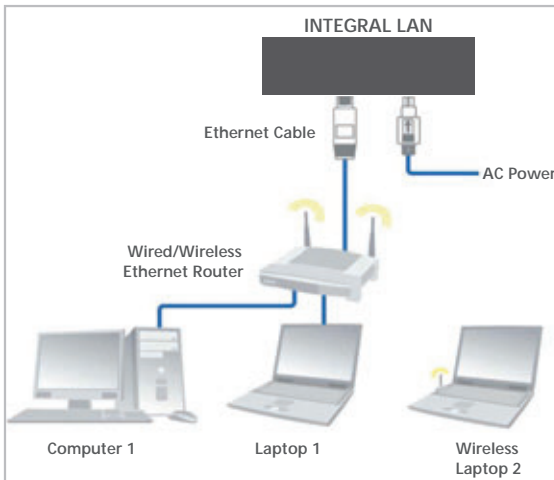 INTEGRAL LAN
Ethernet Cable
AC Power
Wired/Wireless
Ethernet Router
Computer 1
Laptop 1
Wireless
Laptop 2